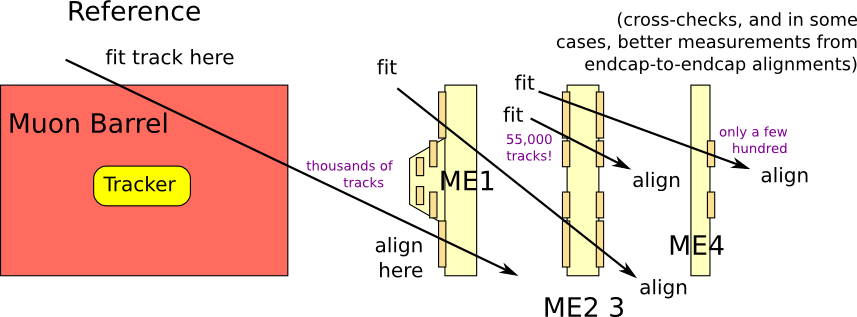 Reference
fit track here
Muon Barrel
Tracker
thousands of
tracks
align
here
fit
ME1
(cross-checks, and in some
cases, better measurements from
endcap-to-endcap alignments)
fit
fit
55,000
tracks!
align
align
ME2 3
only a few
hundred
align
ME4